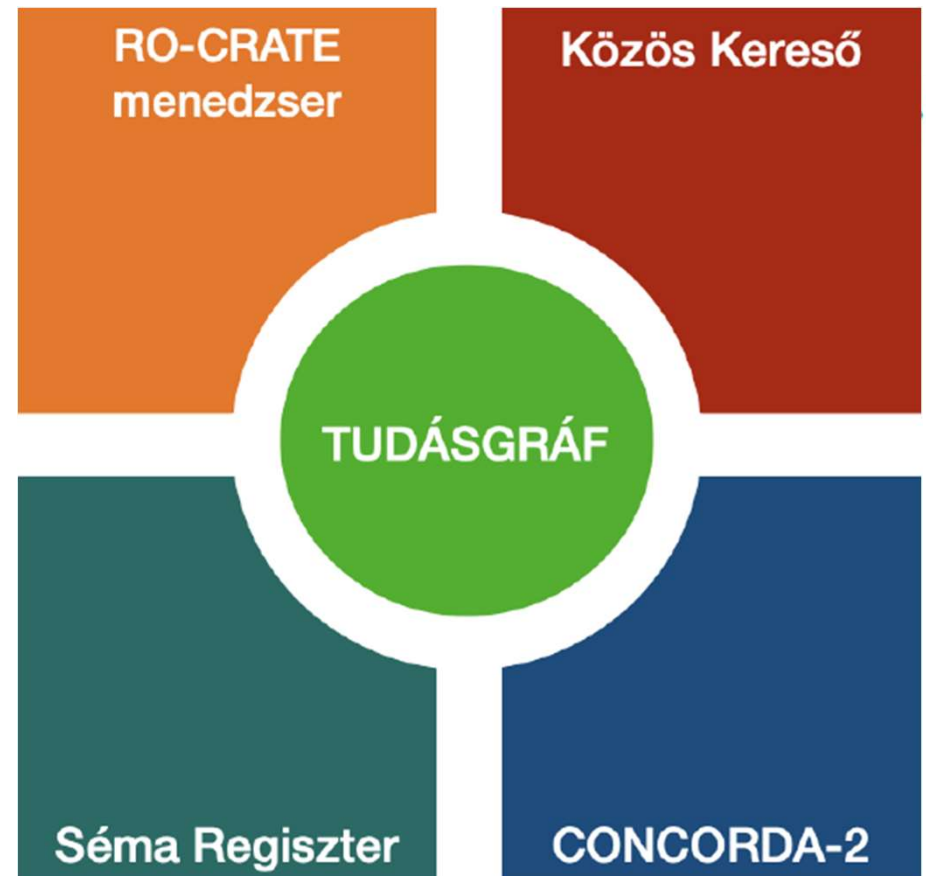 RO-CRATE
menedzser
Közös Kereső
TUDÁSGRÁF
Séma Regiszter
CONCORDA-2